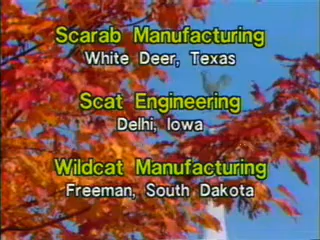 Scarab Manufacturing
White Deer, Texas
Scat Engineering
Delhi, Iowa
Wildcat Manufacturing
Freeman, South Dakota